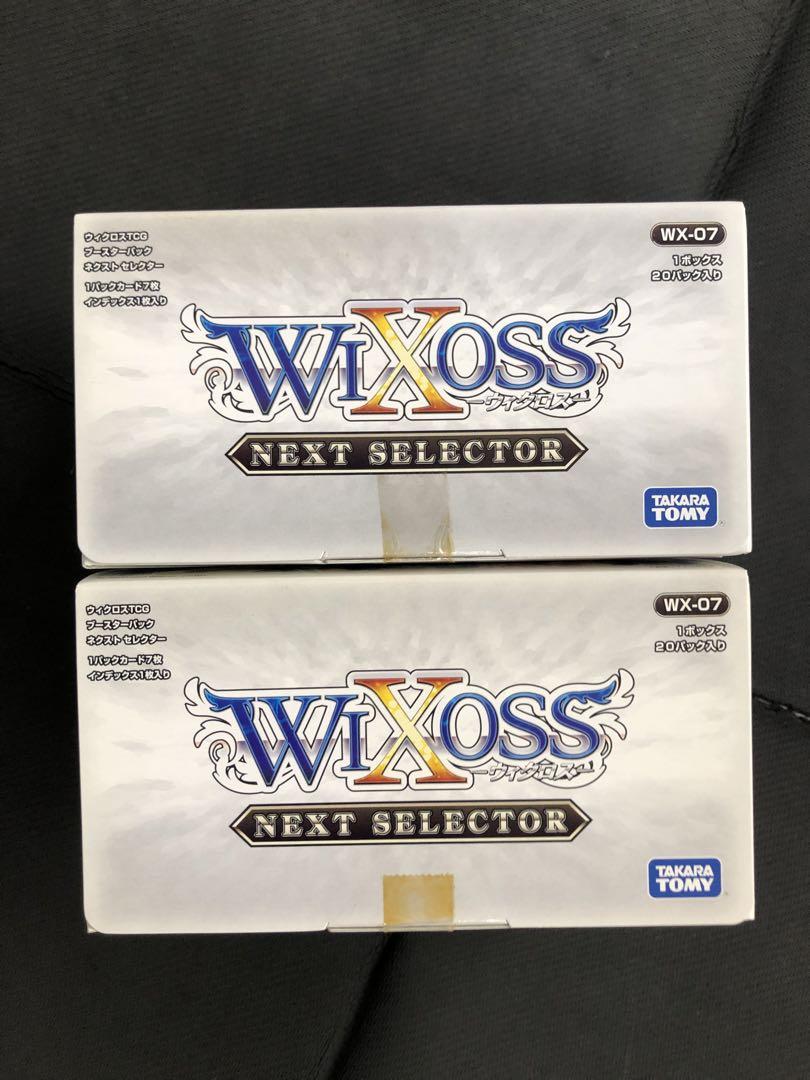 ウィクロスTCG
ブースターパック
ネクスト セレクター
1パックカード7枚
インデックス1枚入り
WX-07
1ボックス
20パック入り
WIXOSS
ーウィクロスー
NEXT SELECTOR
TAKARA
TOMY
ウィクロスTCG
ブースターパック
ネクスト セレクター
1パックカード7枚
インデックス1枚入り
WX-07
1ボックス
20パック入り
WIXOSS
ーウィクロスー
NEXT SELECTOR
TAKARA
TOMY